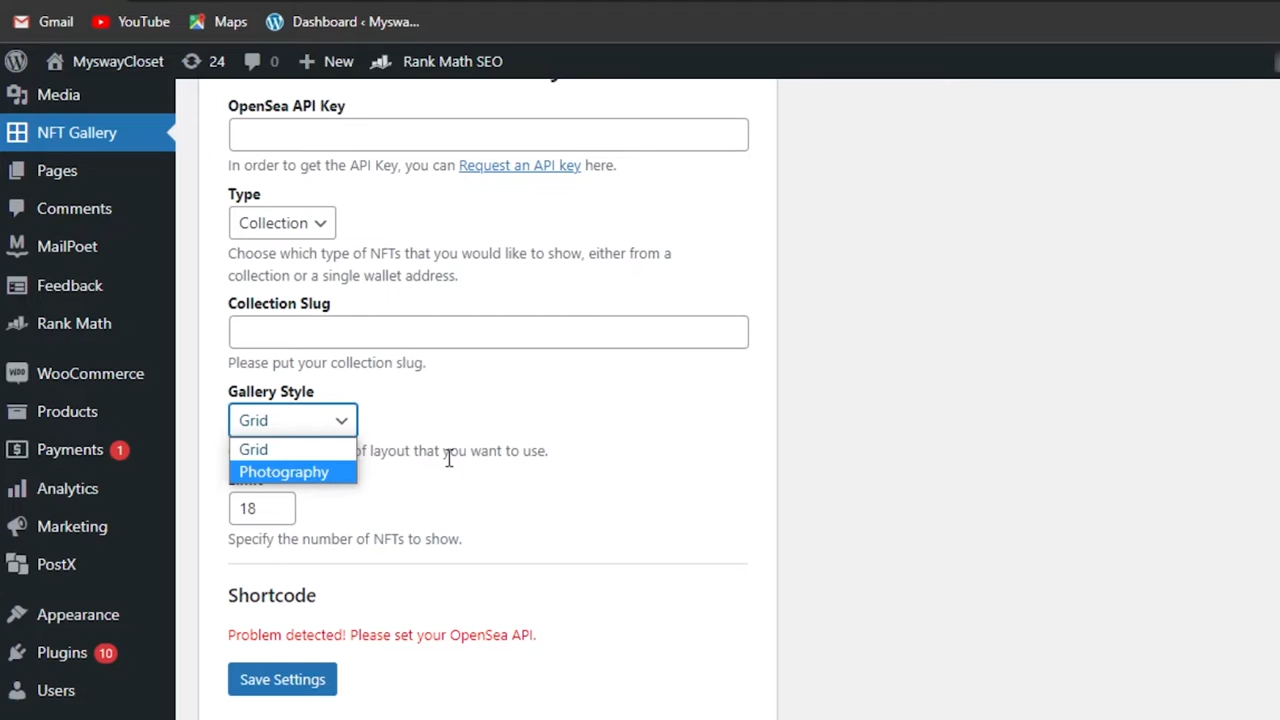 Gmail YouTube Maps Dashboard ‹ Myswa...
MyswayCloset 24 0 New Rank Math SEO
Media
NFT Gallery
Pages
Comments
MailPoet
Feedback
Rank Math
WooCommerce
Products
Payments 1
Analytics
Marketing
PostX
Appearance
Plugins 10
Users
OpenSea API Key
In order to get the API Key, you can Request an API key here.
Type
Collection
Choose which type of NFTs that you would like to show, either from a
collection or a single wallet address.
Collection Slug
Please put your collection slug.
Gallery Style
Grid
Grid
of layout that you want to use.
Photography
18
Specify the number of NFTs to show.
Shortcode
Problem detected! Please set your OpenSea API.
Save Settings